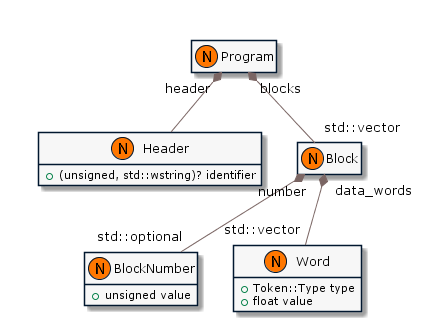 N Program
header
blocks
std::vector
N Header
(unsigned, std::wstring)? identifier
N Block
number
data_words
std::optional
std::vector
N BlockNumber
unsigned value
N Word
Token::Type type
float value